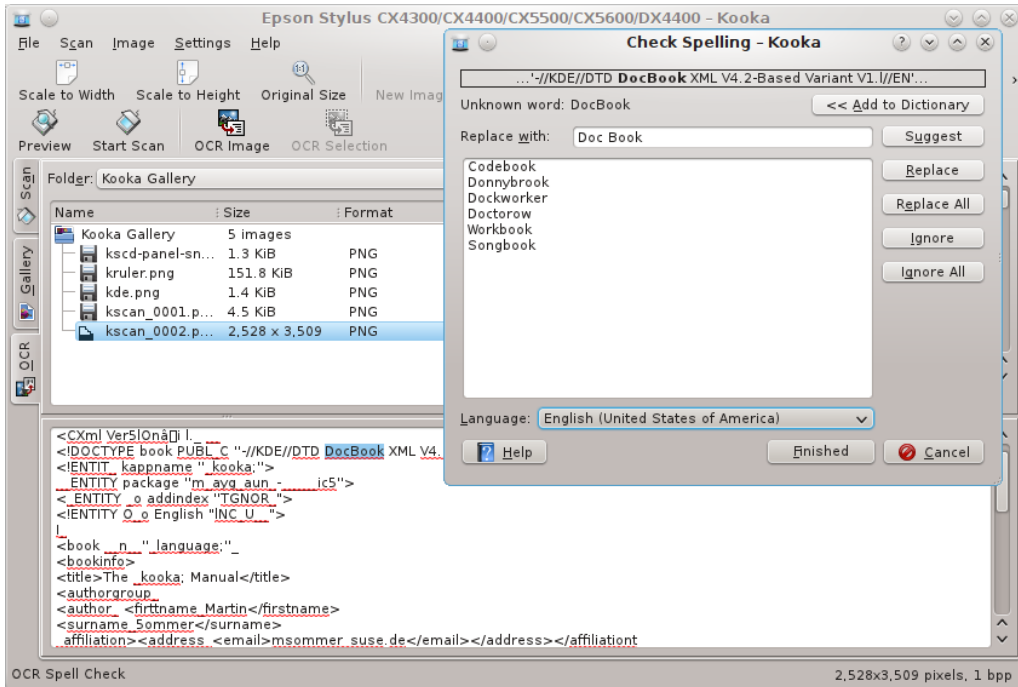 Epson Stylus CX4300/CX4400/CX5500/CX5600/DX4400 – Kooka
File Scan Image Settings Help
Scale to Width Scale to Height Original Size New Imag
Preview Start Scan OCR Image OCR Selection
Scan
Gallery
OCR
Folder: Kooka Gallery
Name Size Format
Kooka Gallery 5 images
kscd-panel-sn... 1.3 KiB PNG
kruler.png 151.8 KiB PNG
kde.png 1.4 KiB PNG
kscan_0001.p... 4.5 KiB PNG
kscan_0002.p... 2,528 x 3,509 PNG
Check Spelling – Kooka
...'-//KDE//DTD DocBook XML V4.2-Based Variant V1.l//EN'...
Unknown word: DocBook << Add to Dictionary
Replace with: Doc Book Suggest
Codebook
Donnybrook
Dockworker
Doctorow
Workbook
Songbook
Replace
Replace All
Ignore
Ignore All
Language: English (United States of America)
Help Finished Cancel
<!DOCTYPE book PUBL_C "-//KDE//DTD DocBook XML V4.
<!ENTIT_ kappname "_kooka;">
__ENTITY package "m_ayg_aun_-_____ic5">
<_ENTITY _o addindex "TGNOR_">
<!ENTITY O_o English "lNC_U__">
l_
<book __n__"_language;"_
<bookinfo>
<title>The _kooka; Manual</title>
<authorgroup_
<author_ <firttname_Martin</firstname>
<surname_5ommer</surname>
_affiliation><address_<email>msommer_suse.de</email></address></affiliationt
OCR Spell Check 2,528x3,509 pixels, 1 bpp